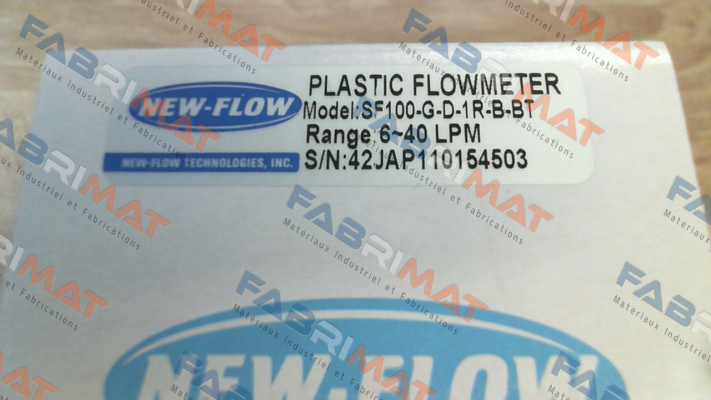 NEW-FLOW
NEW-FLOW TECHNOLOGIES, INC.
PLASTIC FLOWMETER
Model:SF100-G-D-1R-B-BT
Range:6~40 LPM
S/N:42JAP110154503
NEW-FLOW
FABRIMAT
Materiaux Industriel et Fabrications